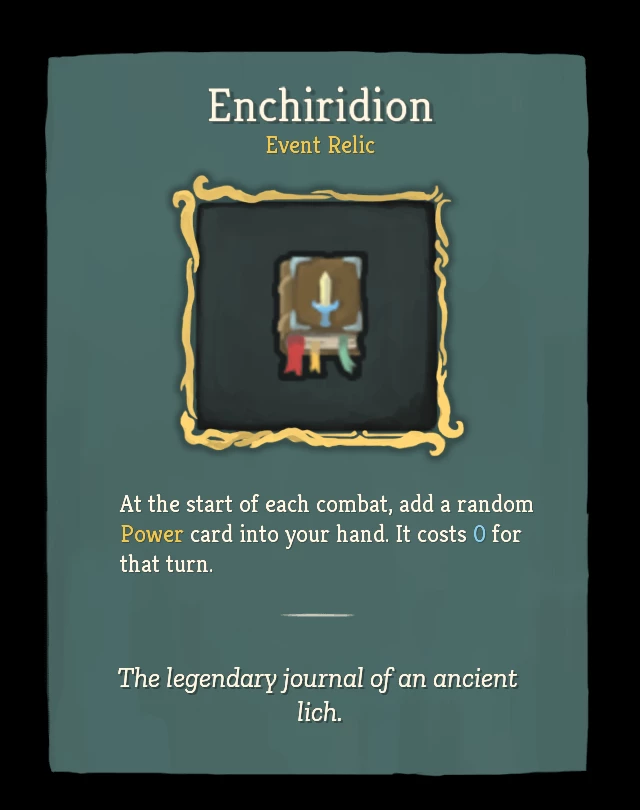 Enchiridion
Event Relic
At the start of each combat, add a random
Power card into your hand. It costs 0 for
that turn.
The legendary journal of an ancient
lich.